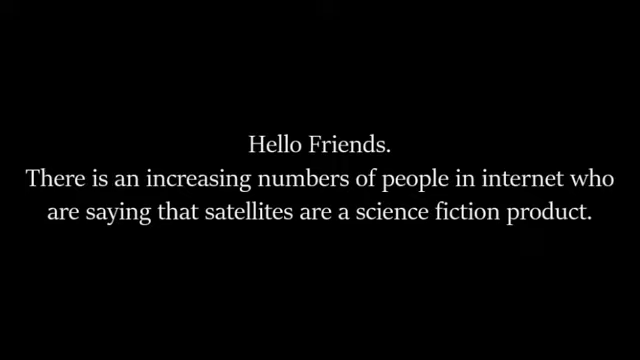 Hello Friends.
There is an increasing numbers of people in internet who
are saying that satellites are a science fiction product.